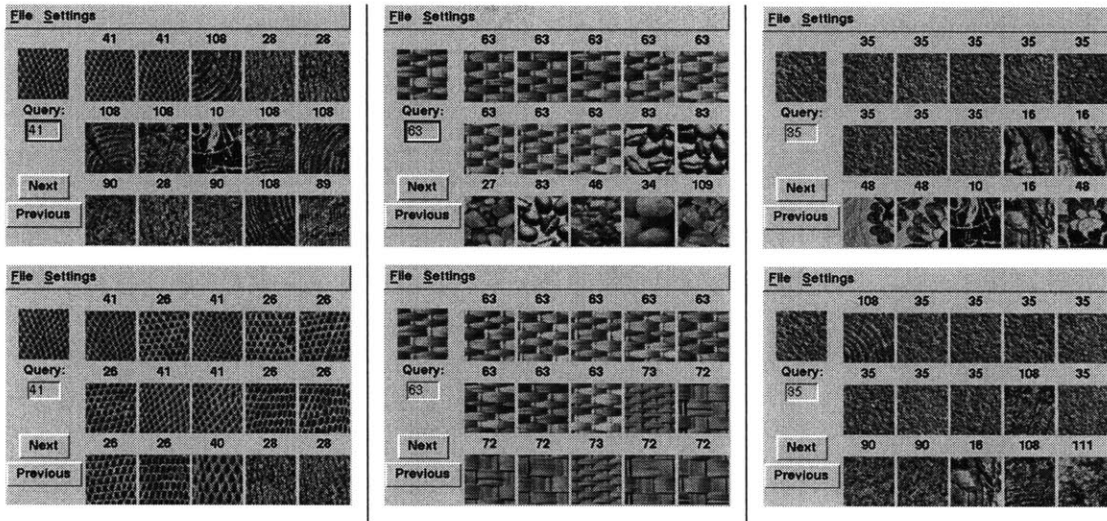 File Settings
41 41 108 28 28
Query:
41
108 108 10 108 108
Next
90 28 90 108 89
Previous
File Settings
63 63 63 63 63
Query:
63
63 63 63 83 83
Next
27 83 46 34 109
Previous
File Settings
35 35 35 35 35
Query:
35
35 35 35 16 16
Next
48 48 10 16 48
Previous
File Settings
41 26 41 26 26
Query:
41
26 41 41 26 26
Next
26 26 40 28 28
Previous
File Settings
63 63 63 63 63
Query:
63
63 63 63 73 72
Next
72 72 73 72 72
Previous
File Settings
108 35 35 35 35
Query:
35
35 35 35 108 35
Next
90 90 16 108 111
Previous